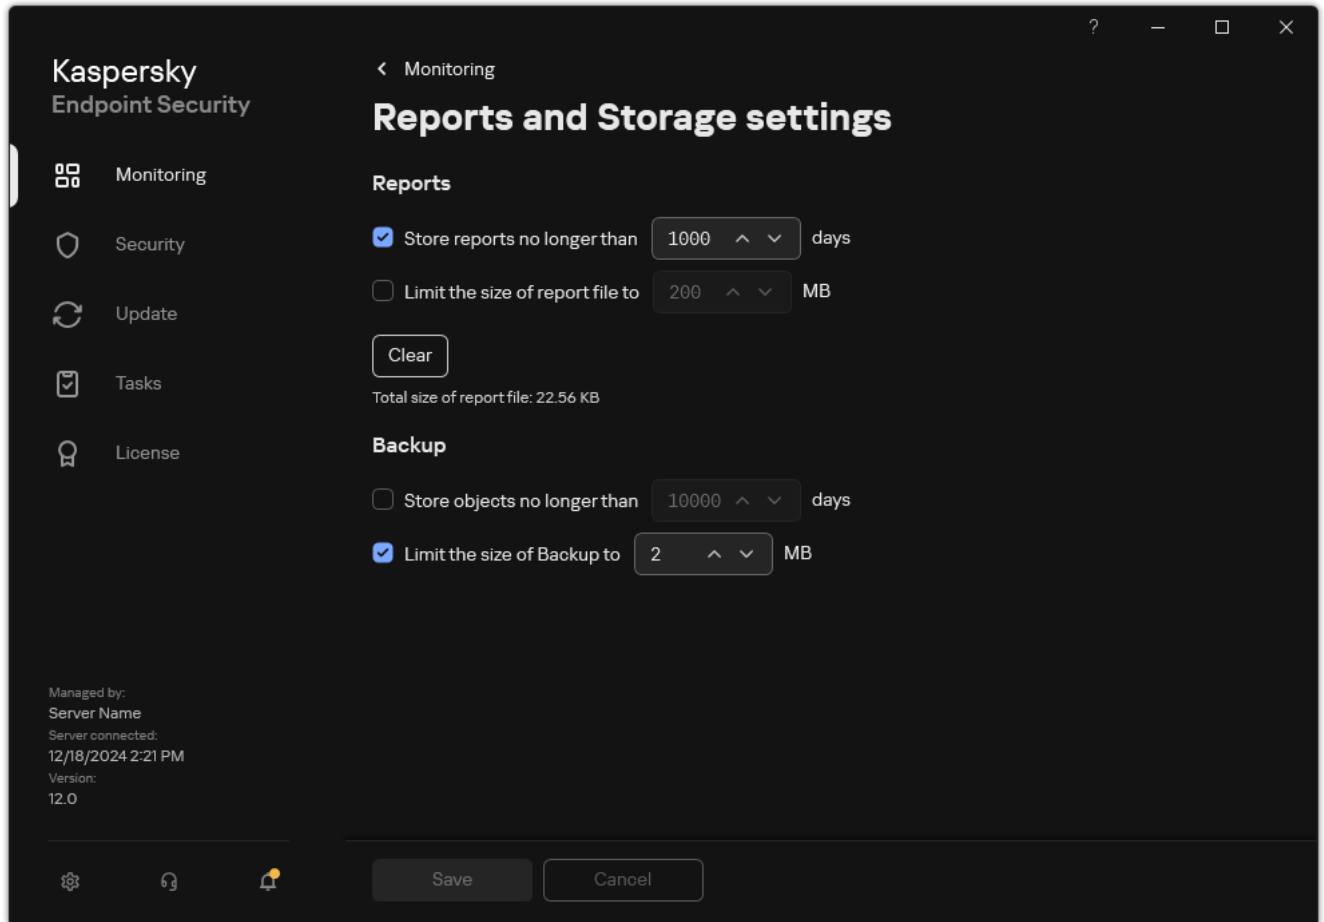 ?
Kaspersky
Endpoint Security
Monitoring
Security
Update
Tasks
License
Managed by:
Server Name
Server connected:
12/18/2024 2:21 PM
Version:
12.0
Monitoring
Reports and Storage settings
Reports
Store reports no longer than 1000 days
Limit the size of report file to 200 MB
Clear
Total size of report file: 22.56 KB
Backup
Store objects no longer than 10000 days
Limit the size of Backup to 2 MB
Save Cancel